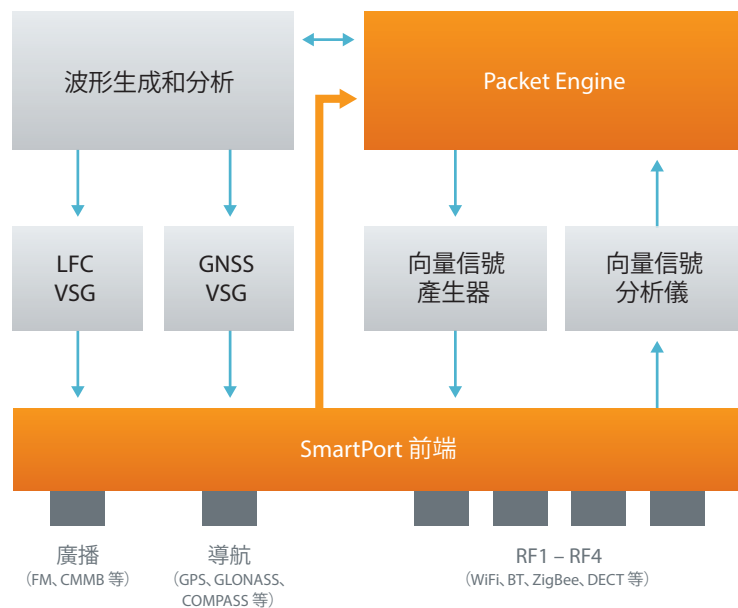 波形生成和分析
Packet Engine
LFC
VSG
GNSS
VSG
向量信號
產生器
向量信號
分析儀
SmartPort 前端
廣播
（FM、CMMB 等）
導航
（GPS、GLONASS、
COMPASS 等）
RF1 – RF4
（WiFi、BT、ZigBee、DECT 等）